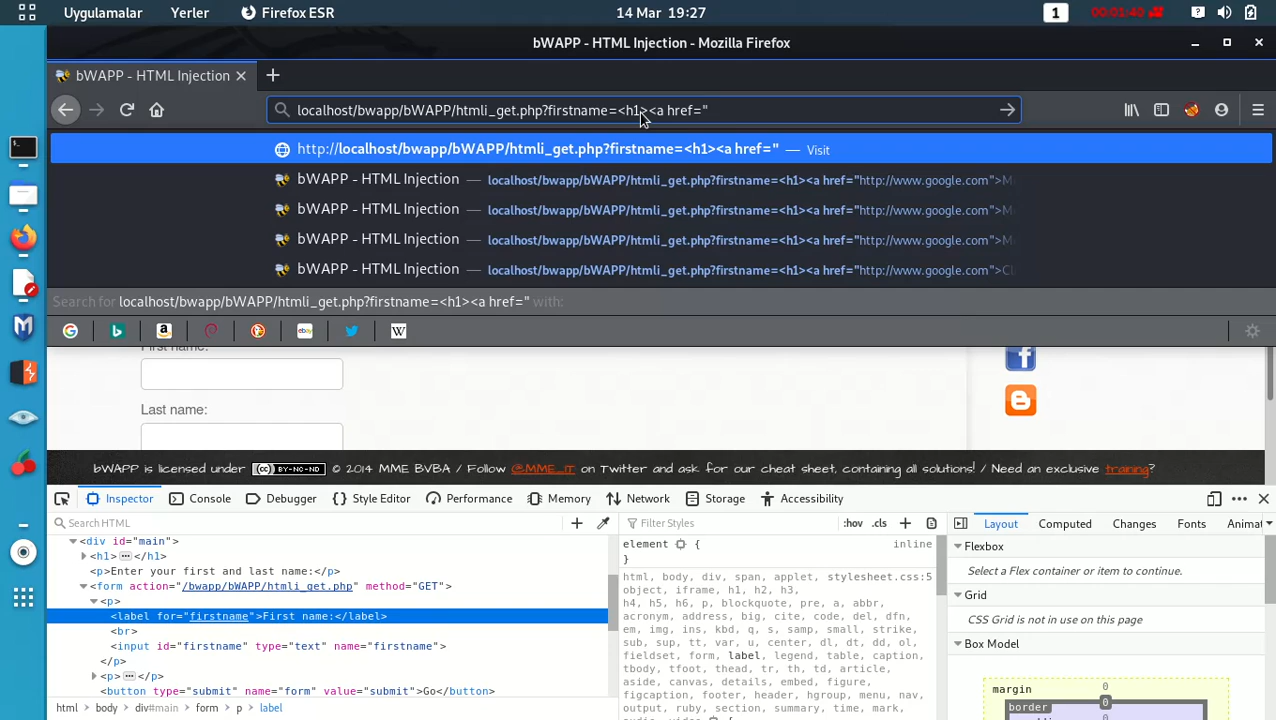 Uygulamalar Yerler Firefox ESR 14 Mar 19:27 1 00:01:40
bWAPP - HTML Injection - Mozilla Firefox
bWAPP - HTML Injection
localhost/bwapp/bWAPP/htmli_get.php?firstname=<h1><a href="
http://localhost/bwapp/bWAPP/htmli_get.php?firstname=<h1><a href=" — Visit
bWAPP - HTML Injection — localhost/bwapp/bWAPP/htmli_get.php?firstname=<h1><a href="http://www.google.com">M
bWAPP - HTML Injection — localhost/bwapp/bWAPP/htmli_get.php?firstname=<h1><a href="http://www.google.com">M
bWAPP - HTML Injection — localhost/bwapp/bWAPP/htmli_get.php?firstname=<h1><a href="http://www.google.com">M
bWAPP - HTML Injection — localhost/bwapp/bWAPP/htmli_get.php?firstname=<h1><a href="http://www.google.com">C
Search for localhost/bwapp/bWAPP/htmli_get.php?firstname=<h1><a href=" with:
First name:
Last name:
bWAPP is licensed under (cc) BY-NC-ND © 2014 MME BVBA / Follow @MME_IT on Twitter and ask for our cheat sheet, containing all solutions! / Need an exclusive training?
Inspector Console Debugger Style Editor Performance Memory Network Storage Accessibility
Search HTML
Filter Styles :hov .cls
Layout Computed Changes Fonts Animat
<div id="main">
<h1> ... </h1>
<p>Enter your first and last name:</p>
<form action="/bwapp/bWAPP/htmli_get.php" method="GET">
<p>
<label for="firstname">First name:</label>
<br>
<input id="firstname" type="text" name="firstname">
</p>
<p> ... </p>
<button type="submit" name="form" value="submit">Go</button>
html body div#main form p label
element { inline
}
html, body, div, span, applet, stylesheet.css:5
object, iframe, h1, h2, h3,
h4, h5, h6, p, blockquote, pre, a, abbr,
acronym, address, big, cite, code, del, dfn,
em, img, ins, kbd, q, s, samp, small, strike,
sub, sup, tt, var, u, center, dl, dt, dd, ol,
fieldset, form, label, legend, table, caption,
tbody, tfoot, thead, tr, th, td, article,
aside, canvas, details, embed, figure,
figcaption, footer, header, hgroup, menu, nav,
output, ruby, section, summary, time, mark,
Flexbox
Select a Flex container or item to continue.
Grid
CSS Grid is not in use on this page
Box Model
margin 0
border 0